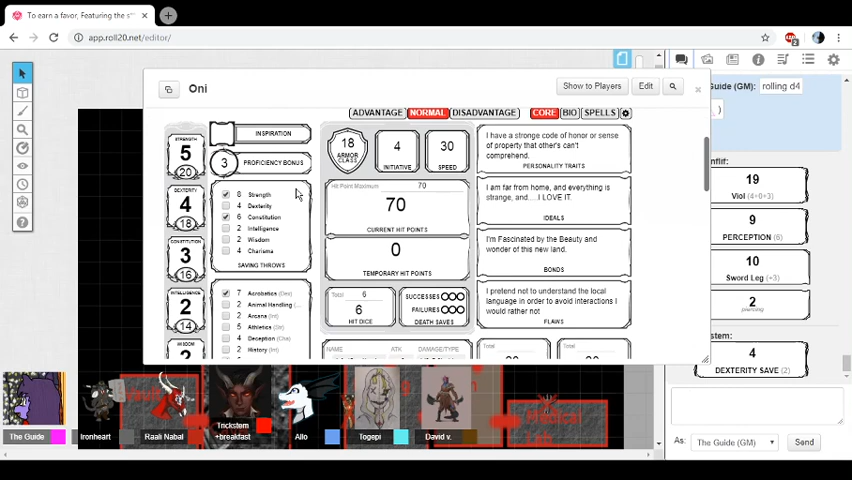 To earn a favor, Featuring the st
app.roll20.net/editor/
2
Oni
Show to Players
Edit
ADVANTAGE NORMAL DISADVANTAGE
CORE BIO SPELLS
STRENGTH
5
20
DEXTERITY
4
18
CONSTITUTION
3
16
INTELLIGENCE
2
14
WISDOM
2
INSPIRATION
3 PROFICIENCY BONUS
8 Strength
4 Dexterity
6 Constitution
2 Intelligence
2 Wisdom
4 Charisma
SAVING THROWS
7 Acrobatics (Dex)
2 Animal Handling (...
2 Arcana (Int)
5 Athletics (Str)
4 Deception (Cha)
2 History (Int)
18
ARMOR
CLASS
4
INITIATIVE
30
SPEED
Hit Point Maximum 70
70
CURRENT HIT POINTS
0
TEMPORARY HIT POINTS
Total 6
6
HIT DICE
SUCCESSES
FAILURES
DEATH SAVES
NAME ATK DAMAGE/TYPE
I have a stronge code of honor or sense
of property that other's can't
comprehend.
PERSONALITY TRAITS
I am far from home, and everything is
strange, and.....I LOVE IT.
IDEALS
I'm Fascinated by the Beauty and
wonder of this new land.
BONDS
I pretend not to understand the local
language in order to avoid interactions I
would rather not
FLAWS
Guide (GM): rolling d4
)
mflif:
19
Viol (4+0+3)
9
PERCEPTION (6)
10
Sword Leg (+3)
2
piercing
stem:
4
DEXTERITY SAVE (2)
As: The Guide (GM)
Send
The Guide
Ironheart
Raali Nabal
Trickstem
+breakfast
Allo
Togepi
David v.
Medical
Lab